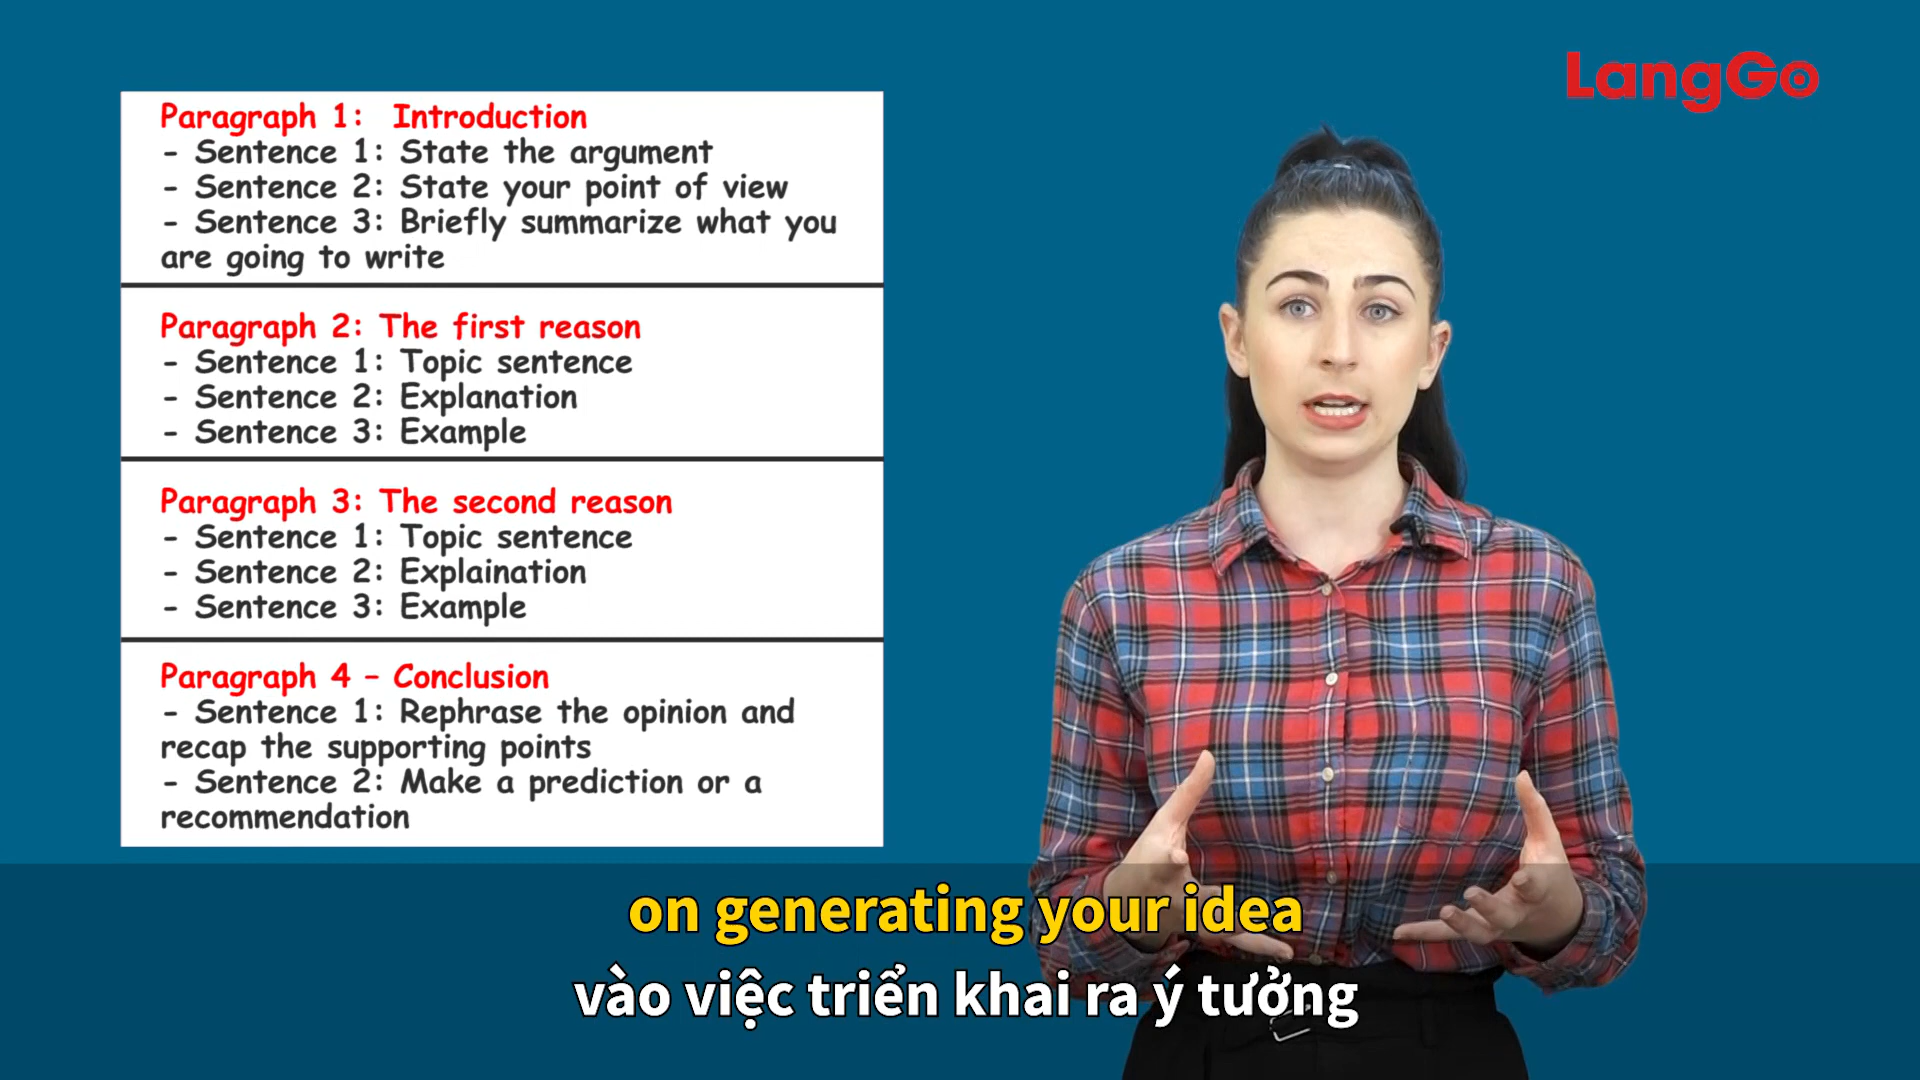 LangGo
Paragraph 1: Introduction
- Sentence 1: State the argument
- Sentence 2: State your point of view
- Sentence 3: Briefly summarize what you
are going to write
Paragraph 2: The first reason
- Sentence 1: Topic sentence
- Sentence 2: Explanation
- Sentence 3: Example
Paragraph 3: The second reason
- Sentence 1: Topic sentence
- Sentence 2: Explaination
- Sentence 3: Example
Paragraph 4 – Conclusion
- Sentence 1: Rephrase the opinion and
recap the supporting points
- Sentence 2: Make a prediction or a
recommendation
on generating your idea
vào việc triển khai ra ý tưởng